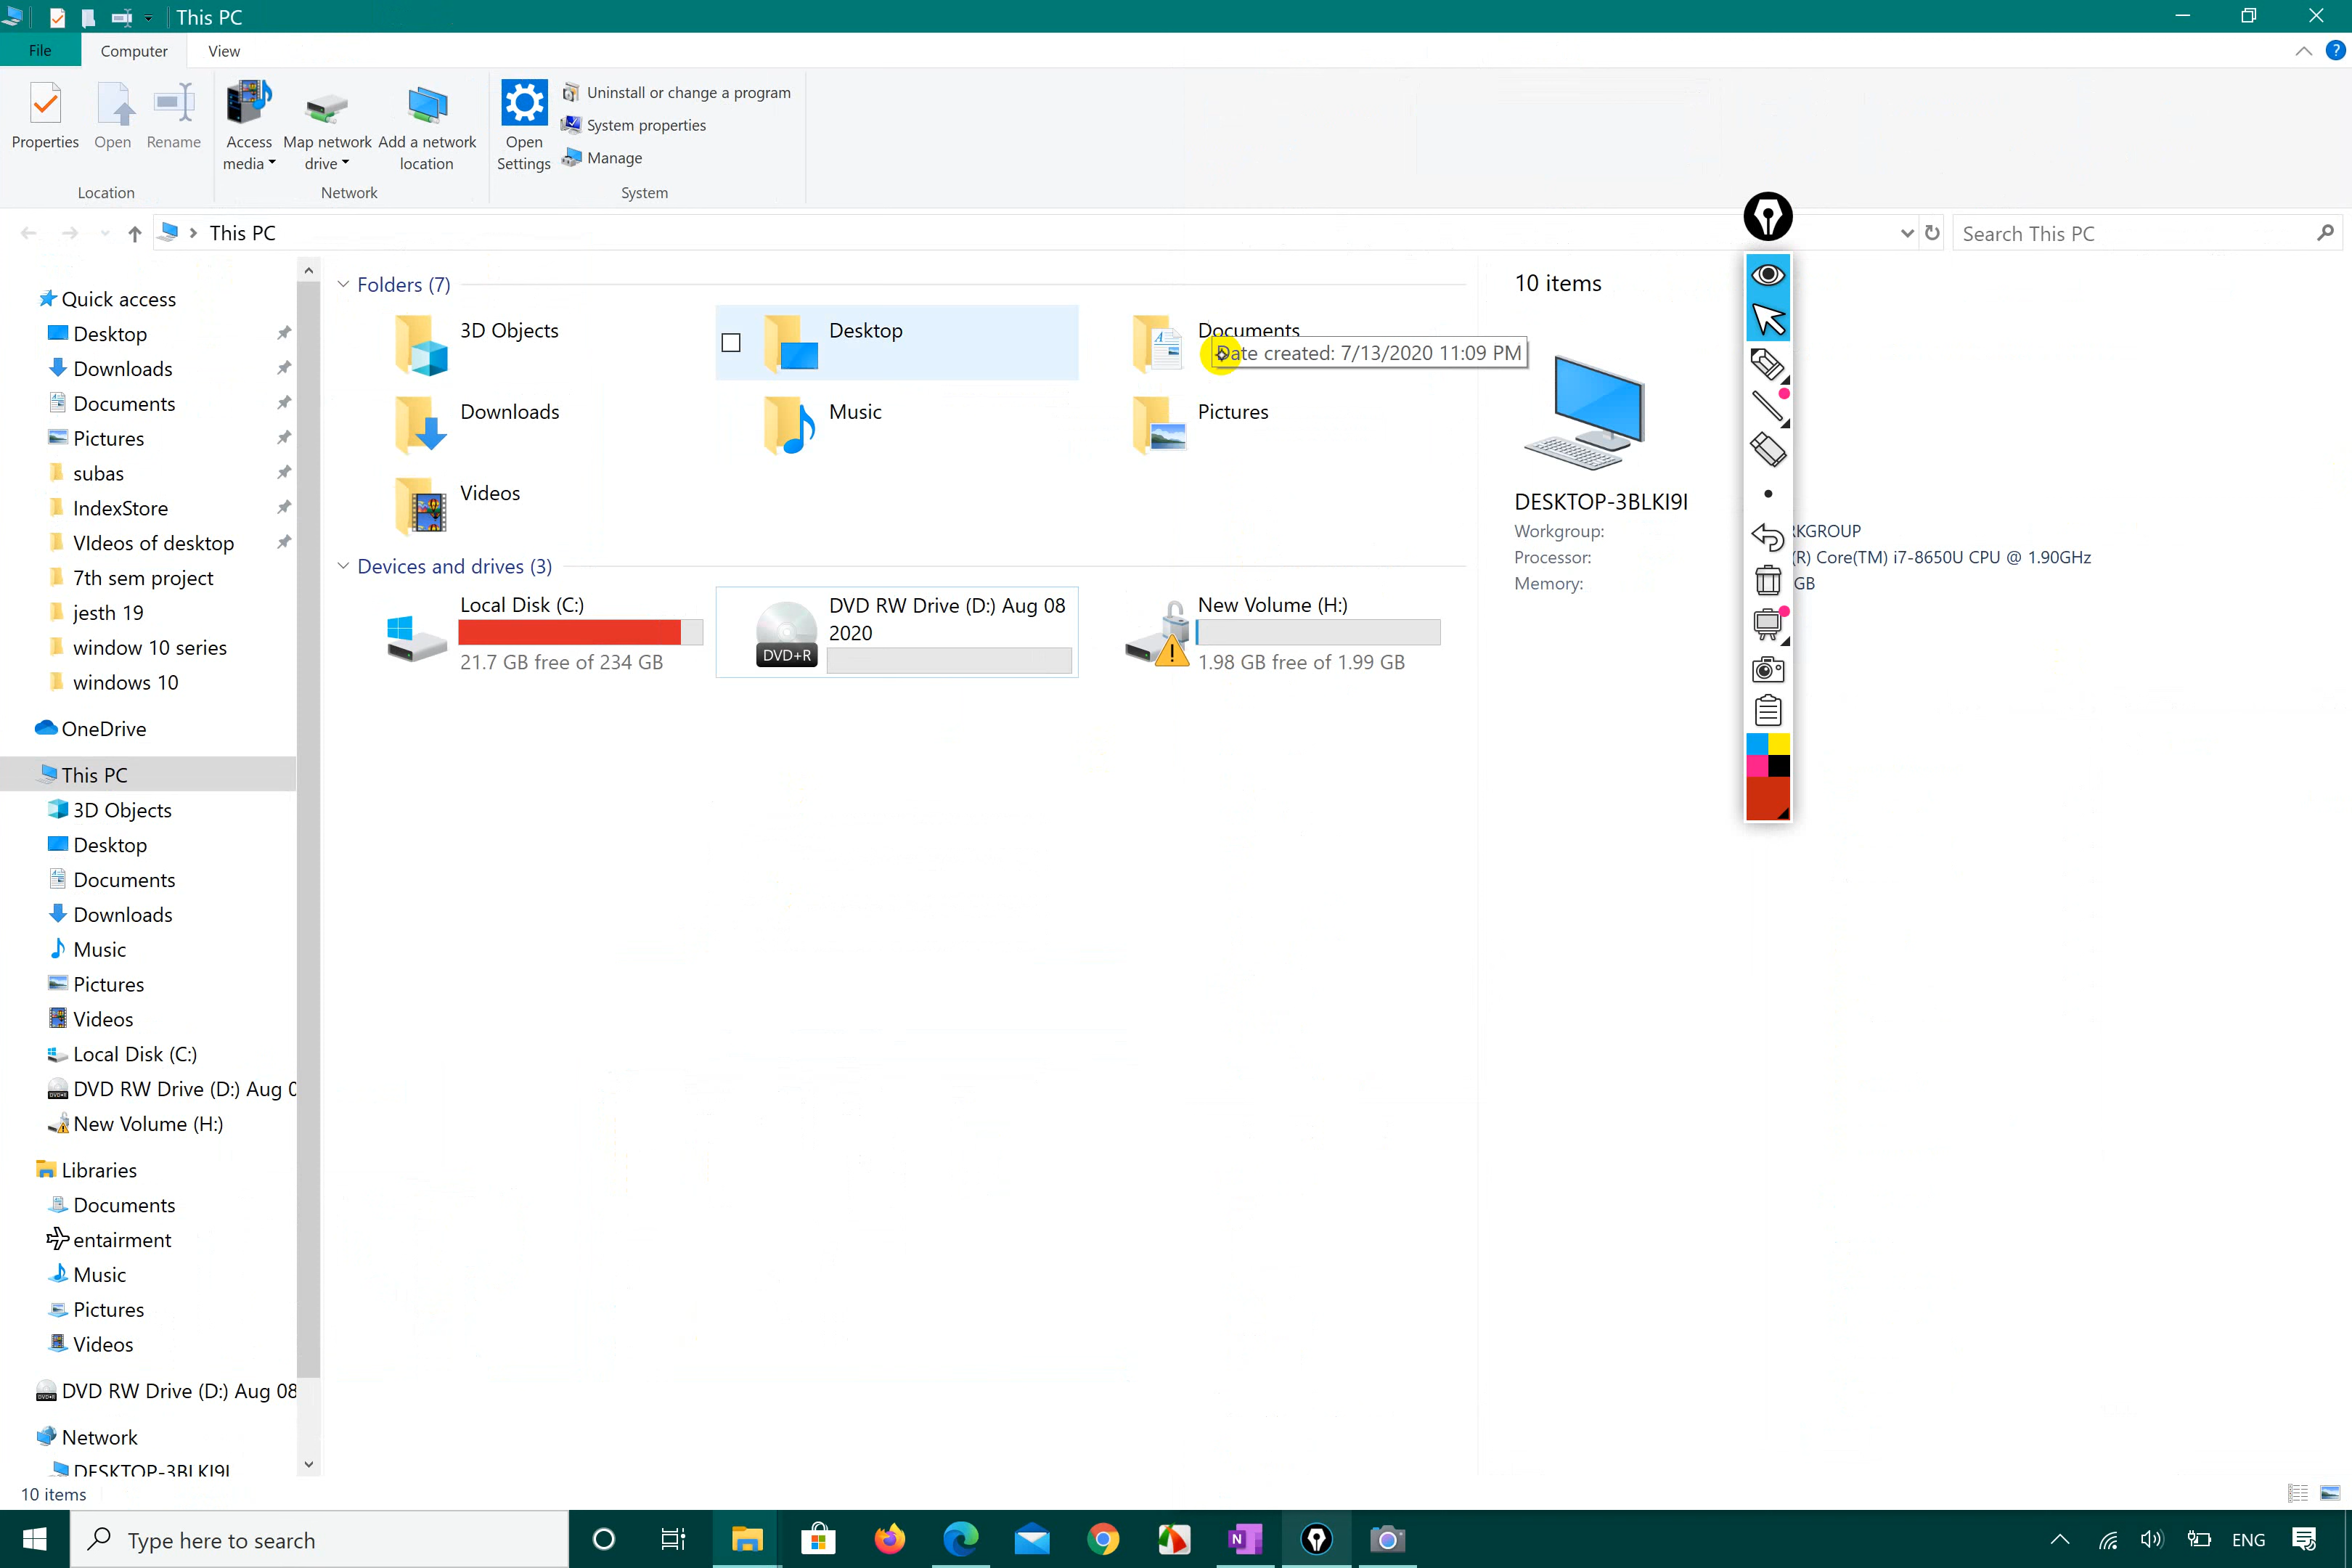 This PC
File
Computer
View
Properties
Open
Rename
Access media
Map network drive
Add a network location
Open Settings
Uninstall or change a program
System properties
Manage
Location
Network
System
This PC
Search This PC
Quick access
Desktop
Downloads
Documents
Pictures
subas
IndexStore
VIdeos of desktop
7th sem project
jesth 19
window 10 series
windows 10
OneDrive
This PC
3D Objects
Desktop
Documents
Downloads
Music
Pictures
Videos
Local Disk (C:)
DVD RW Drive (D:) Aug 0
New Volume (H:)
Libraries
Documents
entairment
Music
Pictures
Videos
DVD RW Drive (D:) Aug 08
Network
DESKTOP-3BLKI9I
Folders (7)
3D Objects
Desktop
Documents
Date created: 7/13/2020 11:09 PM
Downloads
Music
Pictures
Videos
Devices and drives (3)
Local Disk (C:)
21.7 GB free of 234 GB
DVD+R
DVD RW Drive (D:) Aug 08
2020
New Volume (H:)
1.98 GB free of 1.99 GB
10 items
DESKTOP-3BLKI9I
Workgroup:
KGROUP
Processor:
(R) Core(TM) i7-8650U CPU @ 1.90GHz
Memory:
GB
10 items
Type here to search
ENG